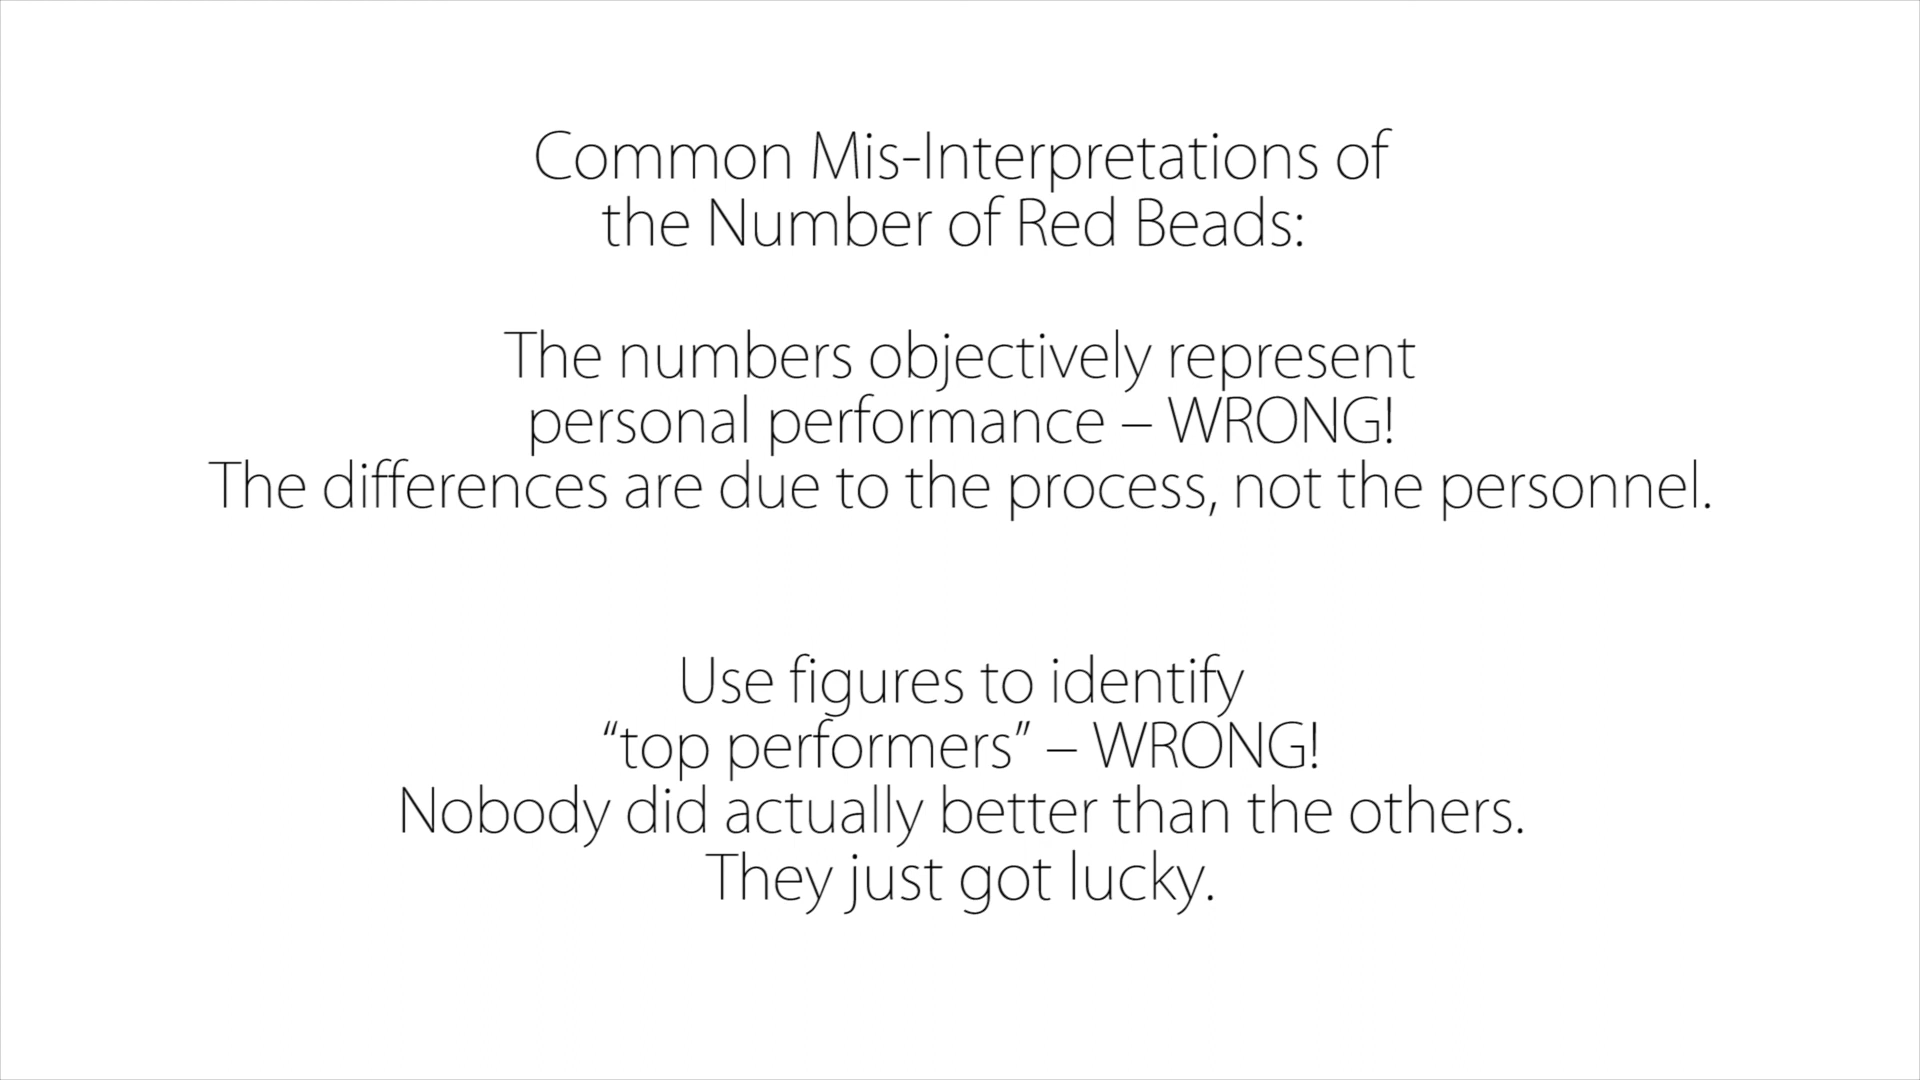 Common Mis-Interpretations of
the Number of Red Beads:
The numbers objectively represent
personal performance – WRONG!
The differences are due to the process, not the personnel.
Use figures to identify
“top performers” – WRONG!
Nobody did actually better than the others.
They just got lucky.